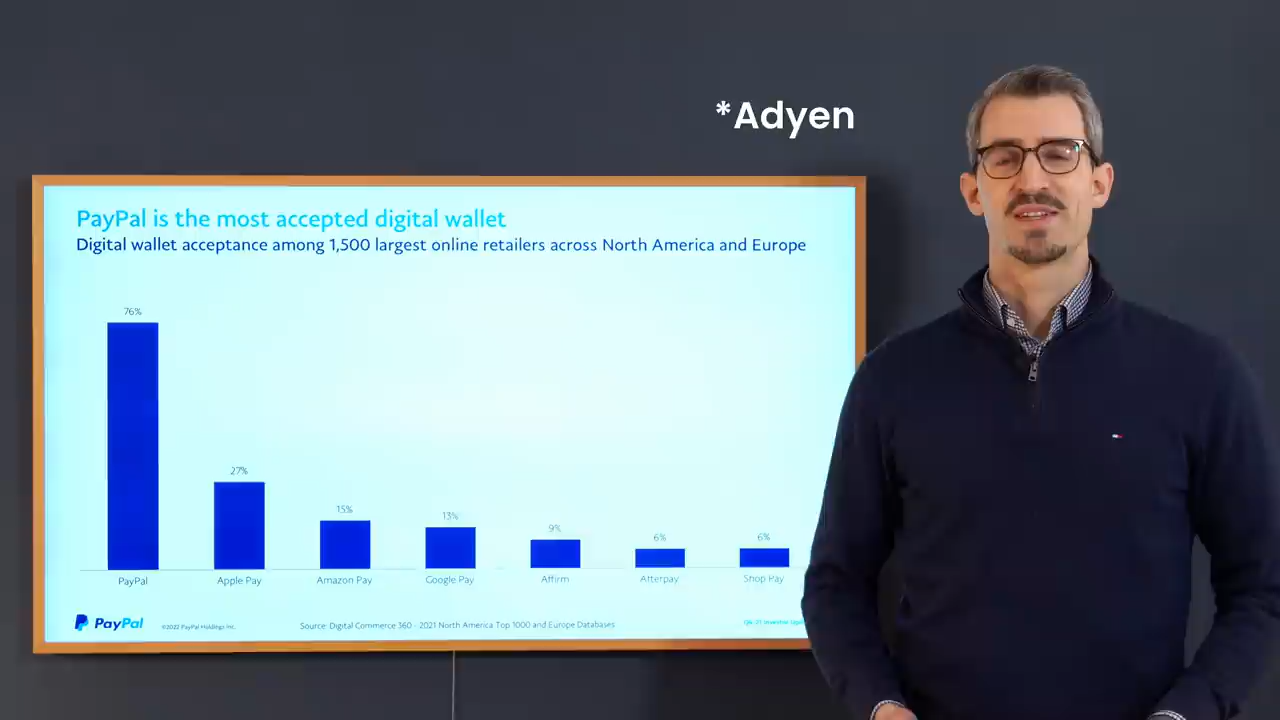 *Adyen
PayPal is the most accepted digital wallet
Digital wallet acceptance among 1,500 largest online retailers across North America and Europe
76%
27%
15%
13%
9%
6%
6%
PayPal
Apple Pay
Amazon Pay
Google Pay
Affirm
Afterpay
Shop Pay
PayPal
©2022 PayPal Holdings Inc.
Source: Digital Commerce 360 - 2021 North America Top 1000 and Europe Databases